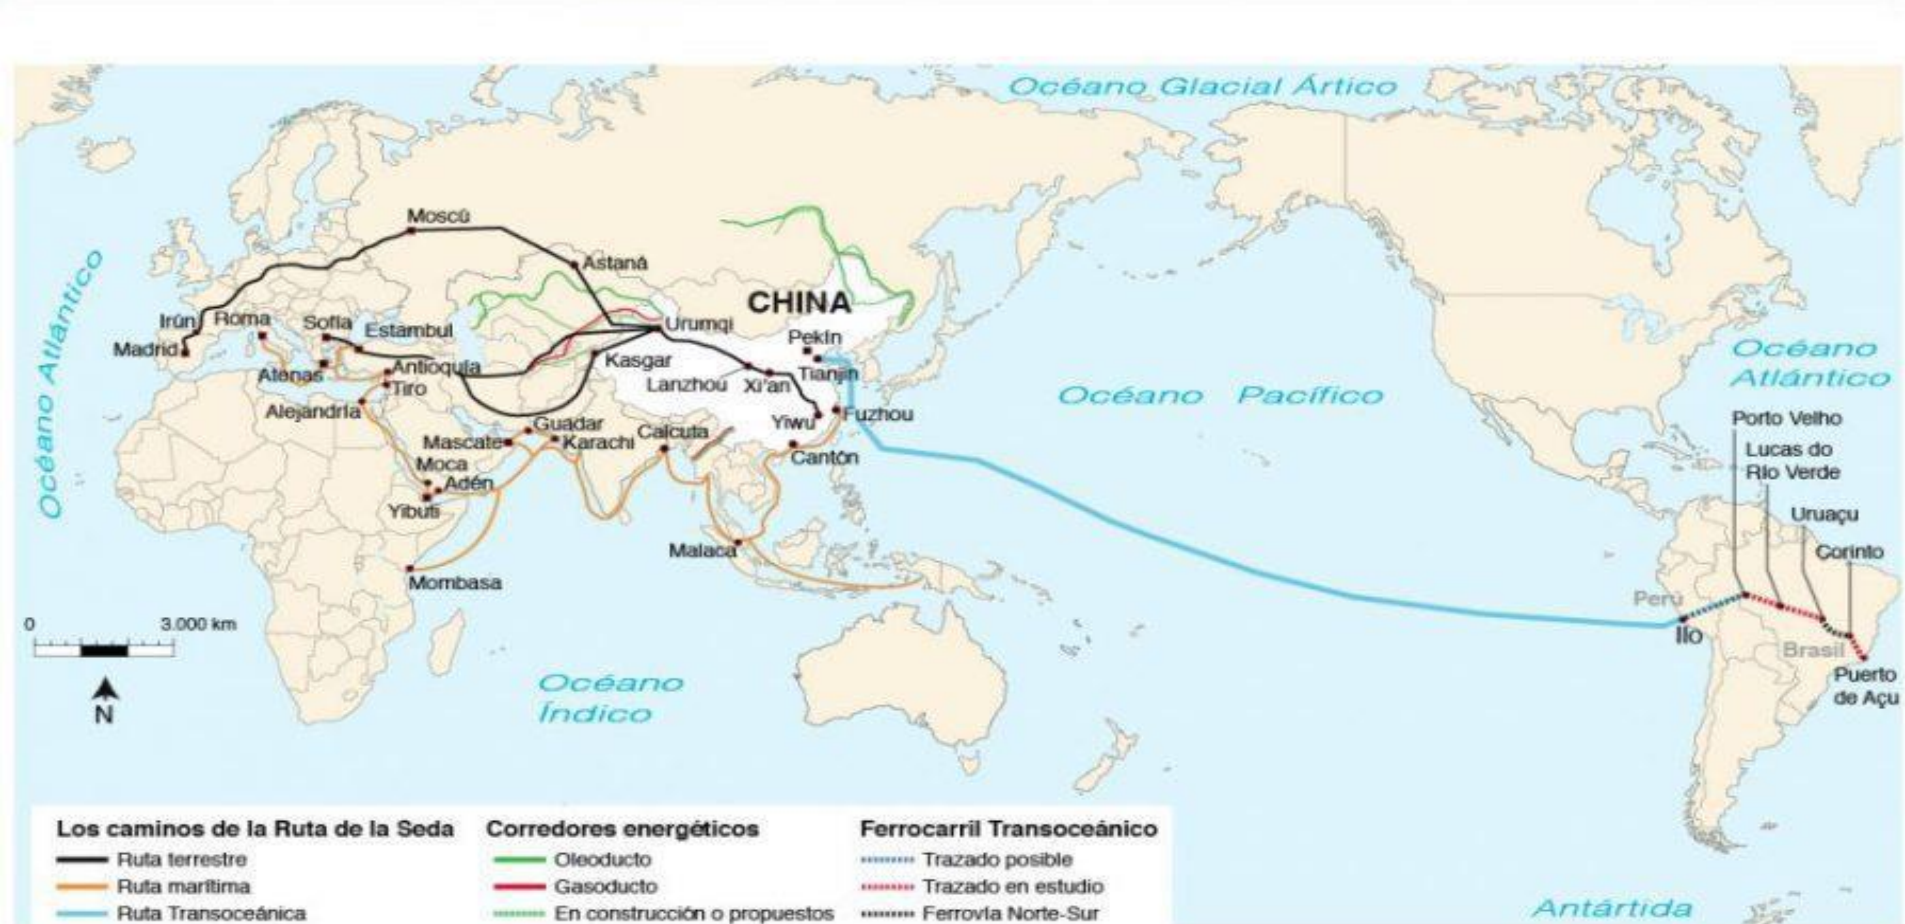 Océano Glacial Ártico
Océano Atlántico
Moscú
Astaná
CHINA
Irún
Roma
Sofía
Estambul
Urumqi
Pekín
Madrid
Atenas
Antioquía
Kasgar
Lanzhou
Xi'an
Tianjin
Tiro
Alejandría
Guadar
Calcuta
Yiwu
Fuzhou
Mascate
Karachi
Cantón
Moca
Adén
Yibuti
Malaca
Mombasa
Océano Pacífico
Océano
Atlántico
Porto Velho
Lucas do
Río Verde
Uruaçu
Corinto
Perú
Ilo
Brasil
Puerto
de Açu
0
3.000 km
N
Océano
Índico
Antártida
Los caminos de la Ruta de la Seda
Ruta terrestre
Ruta marítima
Ruta Transoceánica
Corredores energéticos
Oleoducto
Gasoducto
En construcción o propuestos
Ferrocarril Transoceánico
Trazado posible
Trazado en estudio
Ferrovía Norte-Sur